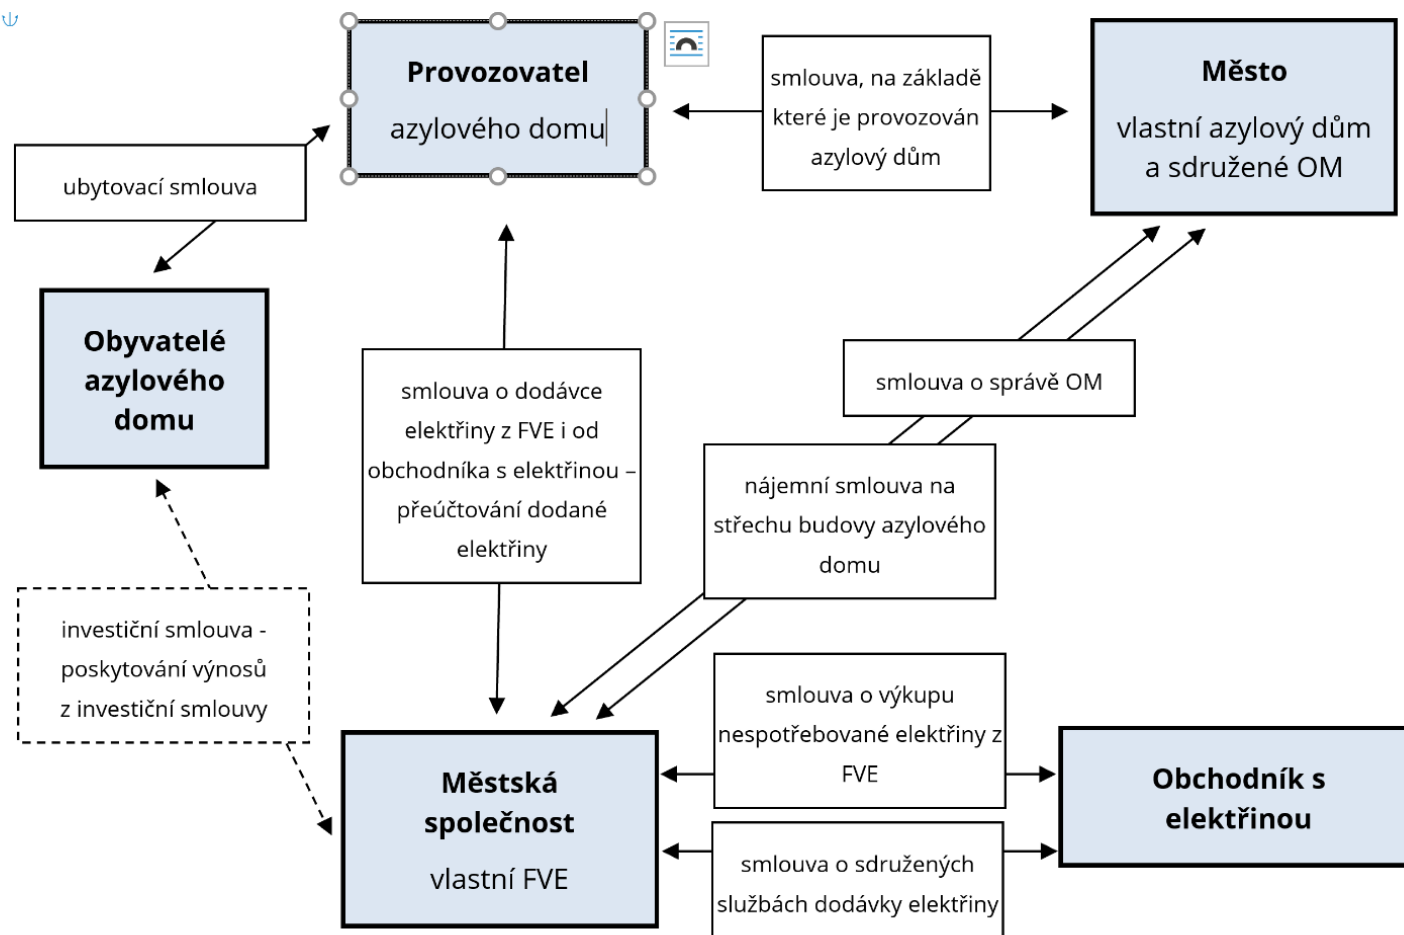 Provozovatel
azylového domu
smlouva, na základě
které je provozován
azylový dům
Město
vlastní azylový dům
a sdružené OM
ubytovací smlouva
Obyvatelé
azylového
domu
smlouva o dodávce
elektřiny z FVE i od
obchodníka s elektřinou –
přeúčtování dodané
elektřiny
smlouva o správě OM
nájemní smlouva na
střechu budovy azylového
domu
investiční smlouva -
poskytování výnosů
z investiční smlouvy
smlouva o výkupu
nespotřebované elektřiny z
FVE
Městská
společnost
vlastní FVE
Obchodník s
elektřinou
smlouva o sdružených
službách dodávky elektřiny